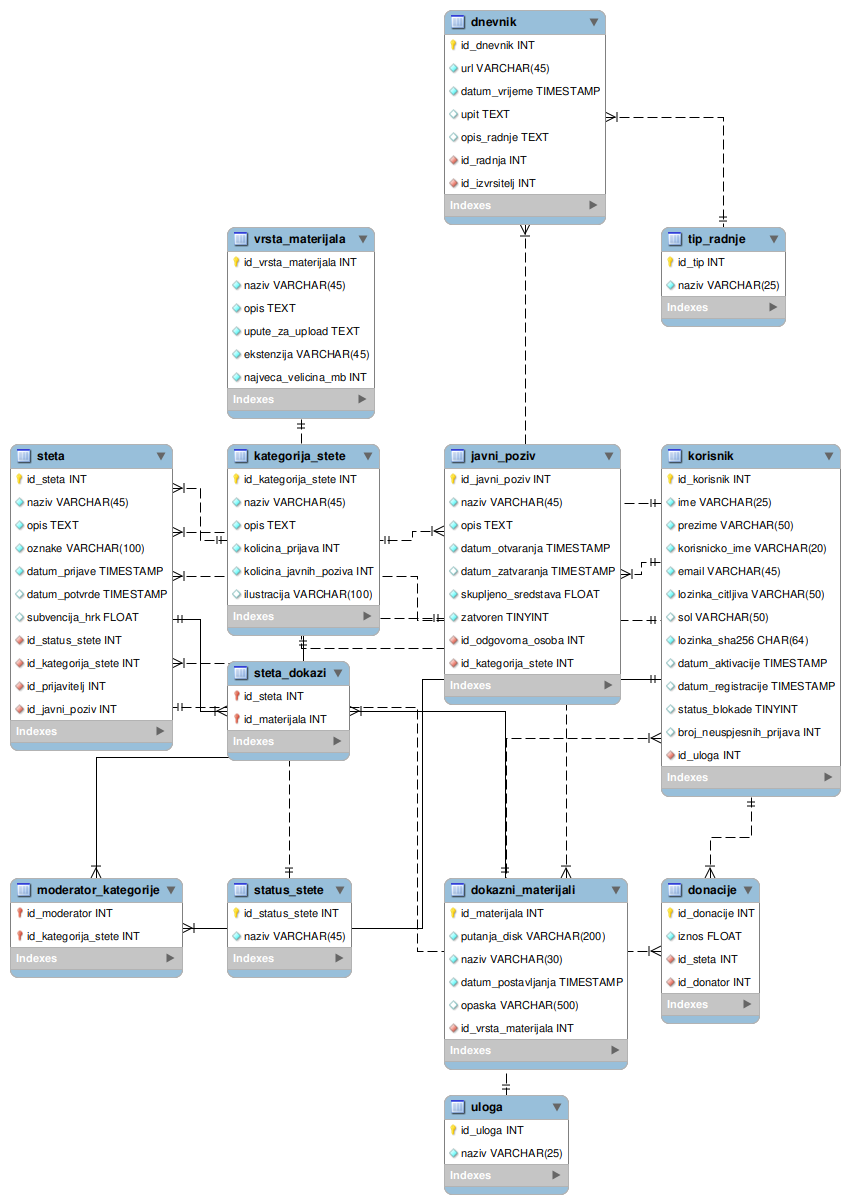 dnevnik
id_dnevnik INT
url VARCHAR(45)
datum_vrijeme TIMESTAMP
upit TEXT
opis_radnje TEXT
id_radnja INT
id_izvrsitelj INT
Indexes
vrsta_materijala
id_vrsta_materijala INT
naziv VARCHAR(45)
opis TEXT
upute_za_upload TEXT
ekstenzija VARCHAR(45)
najveca_velicina_mb INT
Indexes
tip_radnje
id_tip INT
naziv VARCHAR(25)
Indexes
steta
id_steta INT
naziv VARCHAR(45)
opis TEXT
oznake VARCHAR(100)
datum_prijave TIMESTAMP
datum_potvrde TIMESTAMP
subvencija_hrk FLOAT
id_status_stete INT
id_kategorija_stete INT
id_prijavitelj INT
id_javni_poziv INT
Indexes
kategorija_stete
id_kategorija_stete INT
naziv VARCHAR(45)
opis TEXT
kolicina_prijava INT
kolicina_javnih_poziva INT
ilustracija VARCHAR(100)
Indexes
javni_poziv
id_javni_poziv INT
naziv VARCHAR(45)
opis TEXT
datum_otvaranja TIMESTAMP
datum_zatvaranja TIMESTAMP
skupljeno_sredstava FLOAT
zatvoren TINYINT
id_odgovorna_osoba INT
id_kategorija_stete INT
Indexes
korisnik
id_korisnik INT
ime VARCHAR(25)
prezime VARCHAR(50)
korisnicko_ime VARCHAR(20)
email VARCHAR(45)
lozinka_citljiva VARCHAR(50)
sol VARCHAR(50)
lozinka_sha256 CHAR(64)
datum_aktivacije TIMESTAMP
datum_registracije TIMESTAMP
status_blokade TINYINT
broj_neuspjesnih_prijava INT
id_uloga INT
Indexes
steta_dokazi
id_steta INT
id_materijala INT
Indexes
moderator_kategorije
id_moderator INT
id_kategorija_stete INT
Indexes
status_stete
id_status_stete INT
naziv VARCHAR(45)
Indexes
dokazni_materijali
id_materijala INT
putanja_disk VARCHAR(200)
naziv VARCHAR(30)
datum_postavljanja TIMESTAMP
opaska VARCHAR(500)
id_vrsta_materijala INT
Indexes
donacije
id_donacije INT
iznos FLOAT
id_steta INT
id_donator INT
Indexes
uloga
id_uloga INT
naziv VARCHAR(25)
Indexes